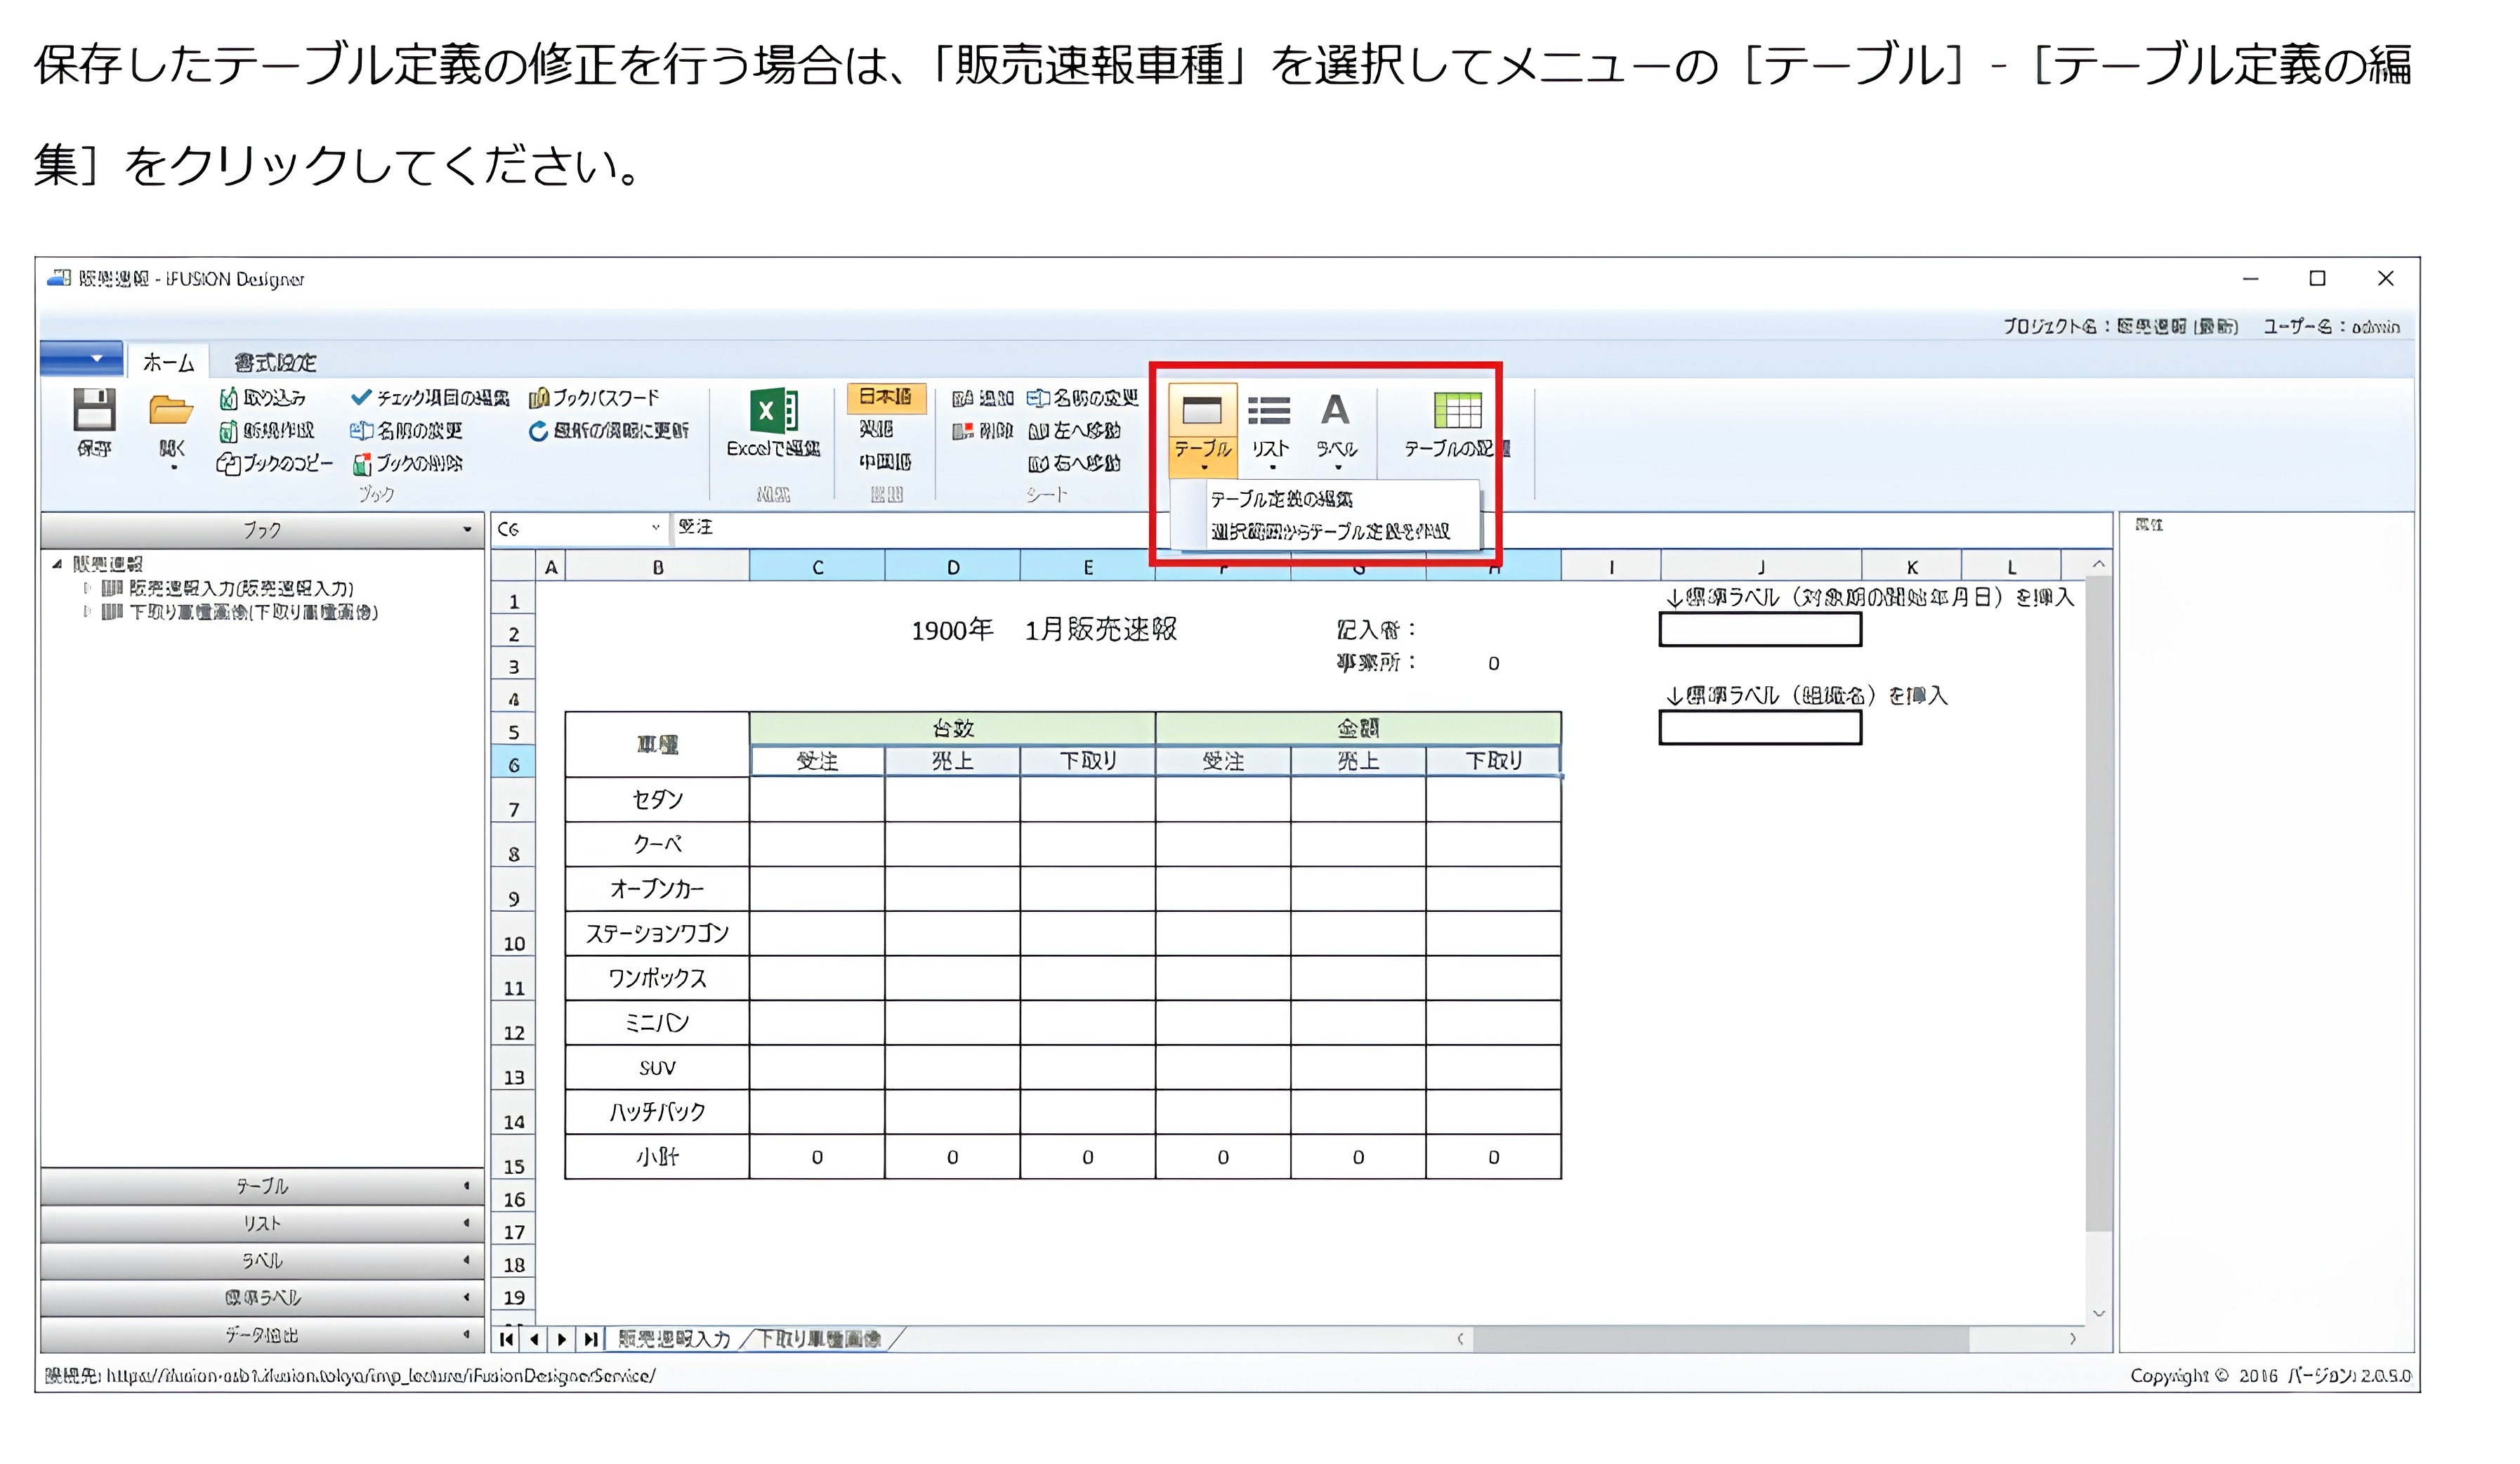 保存したテーブル定義の修正を行う場合は、「販売速報車種」を選択してメニューの［テーブル］-［テーブル定義の編
集］をクリックしてください。
販売速報 - iFUSION Designer
プロジェクト名：販売速報 (最新) ユーザー名：admin
ホーム 書式設定
取り込み チェック項目の編集 ブックパスワード 日本語 追加 名称の変更
新規作成 名前の変更 最新の状態に更新 英語 削除 左へ移動
保存 開く Excelで編集 テーブル リスト ラベル テーブルの配置
ブックのコピー ブックの削除 中国語 右へ移動
ブック 編集 シート
テーブル定義の編集
選択範囲からテーブル定義を作成
ブック C6 受注 属性
販売速報
販売速報入力(販売速報入力)
下取り車種画像(下取り車種画像)
A B C D E F G H I J K L
1 ↓標準ラベル（対象期の開始年月日）を挿入
2 1900年 1月販売速報 記入者：
3 事業所： 0
4 ↓標準ラベル（組織名）を挿入
5 車種 台数 金額
6 受注 売上 下取り 受注 売上 下取り
7 セダン
8 クーペ
9 オープンカー
10 ステーションワゴン
11 ワンボックス
12 ミニバン
13 SUV
14 ハッチバック
15 小計 0 0 0 0 0 0
16
17
18
19
テーブル
リスト
ラベル
標準ラベル
データ抽出
販売速報入力 下取り車種画像
Copyright © 2016 バージョン: 2.0.5.0